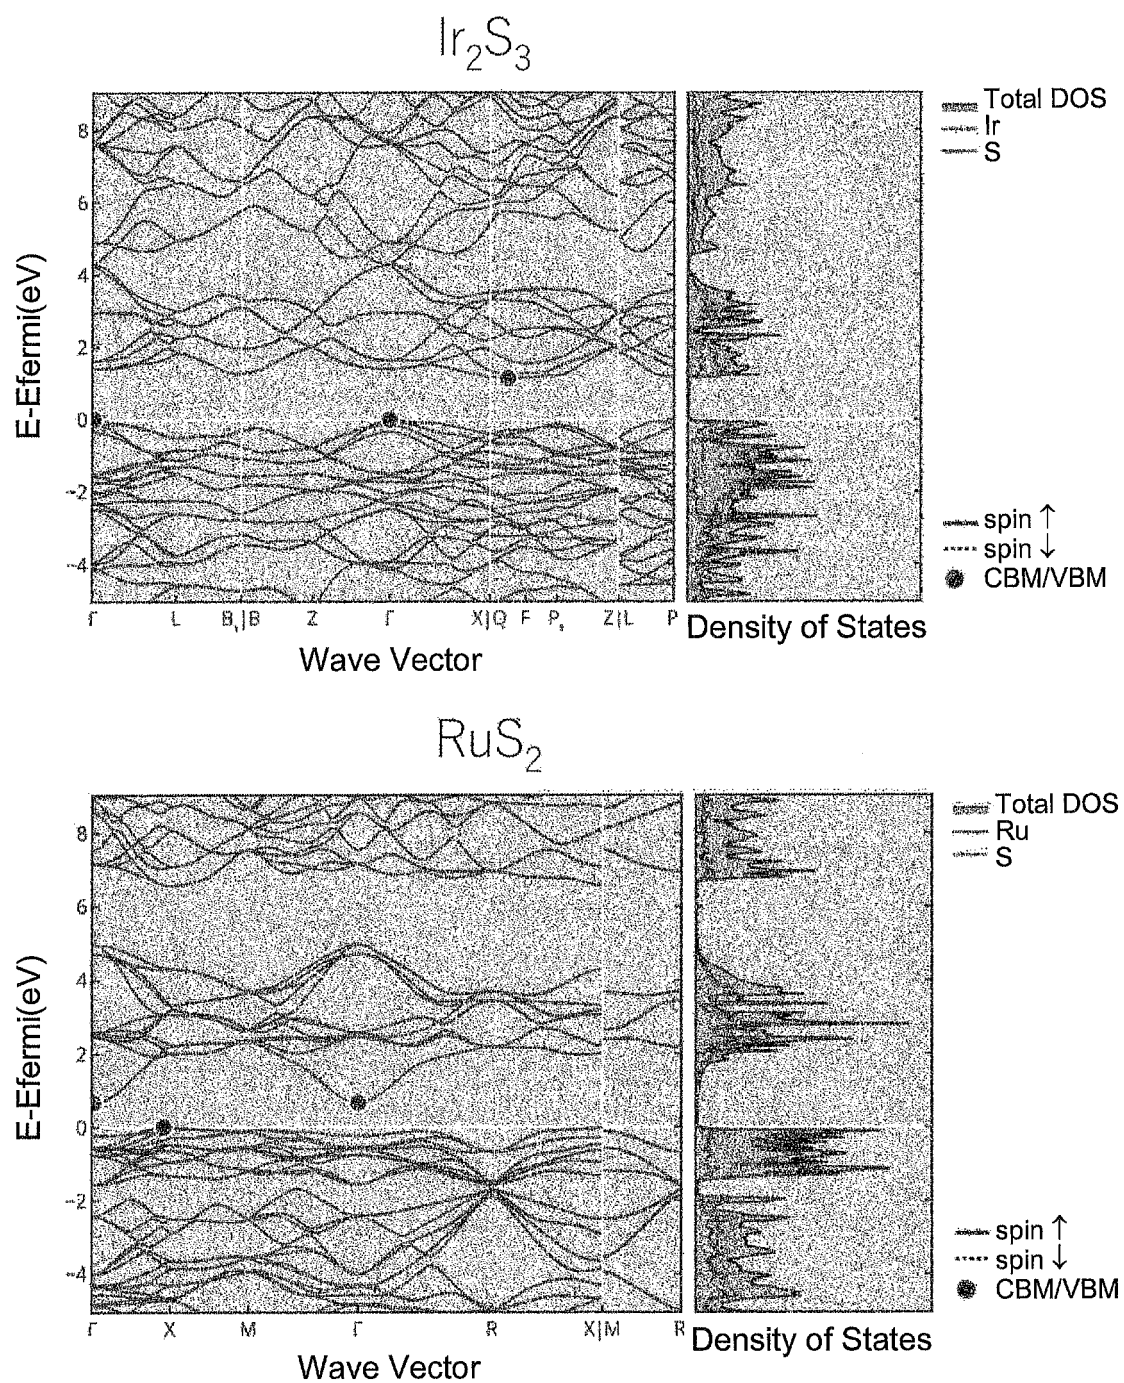 Ir₂S₃
E-Efermi(eV)
8
6
4
2
0
-2
-4
Γ L B₁|B Z Γ X|Q F P₁ Z|L P
Wave Vector
Density of States
Total DOS
Ir
S
spin ↑
spin ↓
CBM/VBM
RuS₂
E-Efermi(eV)
8
6
4
2
0
-2
-4
Γ X M Γ R X|M R
Wave Vector
Density of States
Total DOS
Ru
S
spin ↑
spin ↓
CBM/VBM